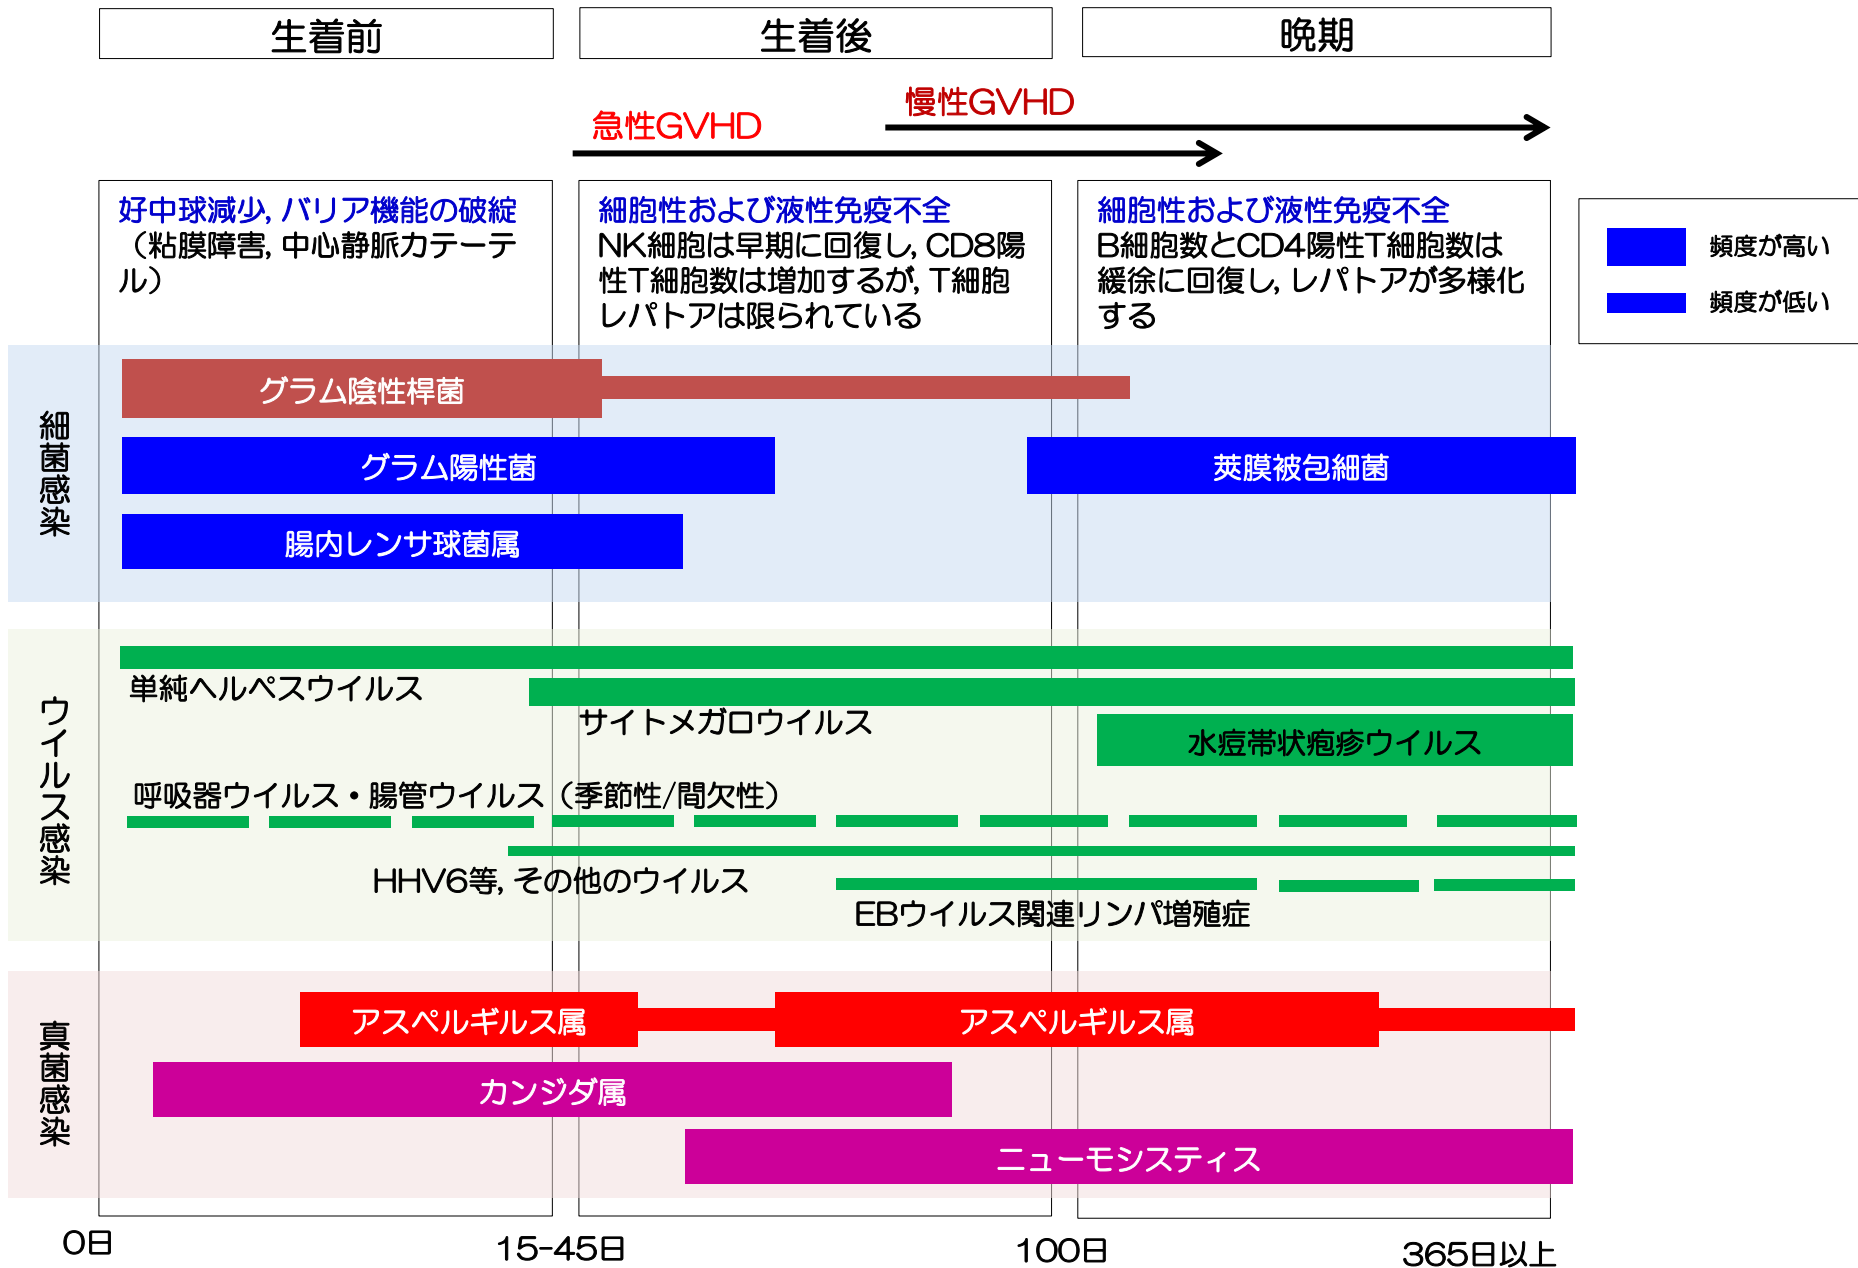 生着前
生着後
晩期
慢性GVHD
急性GVHD
好中球減少, バリア機能の破綻
（粘膜障害, 中心静脈カテーテ
ル）
細胞性および液性免疫不全
NK細胞は早期に回復し, CD8陽
性T細胞数は増加するが, T細胞
レパトアは限られている
細胞性および液性免疫不全
B細胞数とCD4陽性T細胞数は
緩徐に回復し, レパトアが多様化
する
頻度が高い
頻度が低い
細菌感染
グラム陰性桿菌
グラム陽性菌
莢膜被包細菌
腸内レンサ球菌属
ウイルス感染
単純ヘルペスウイルス
サイトメガロウイルス
水痘帯状疱疹ウイルス
呼吸器ウイルス・腸管ウイルス（季節性/間欠性）
HHV6等, その他のウイルス
EBウイルス関連リンパ増殖症
真菌感染
アスペルギルス属
アスペルギルス属
カンジダ属
ニューモシスティス
0日
15-45日
100日
365日以上